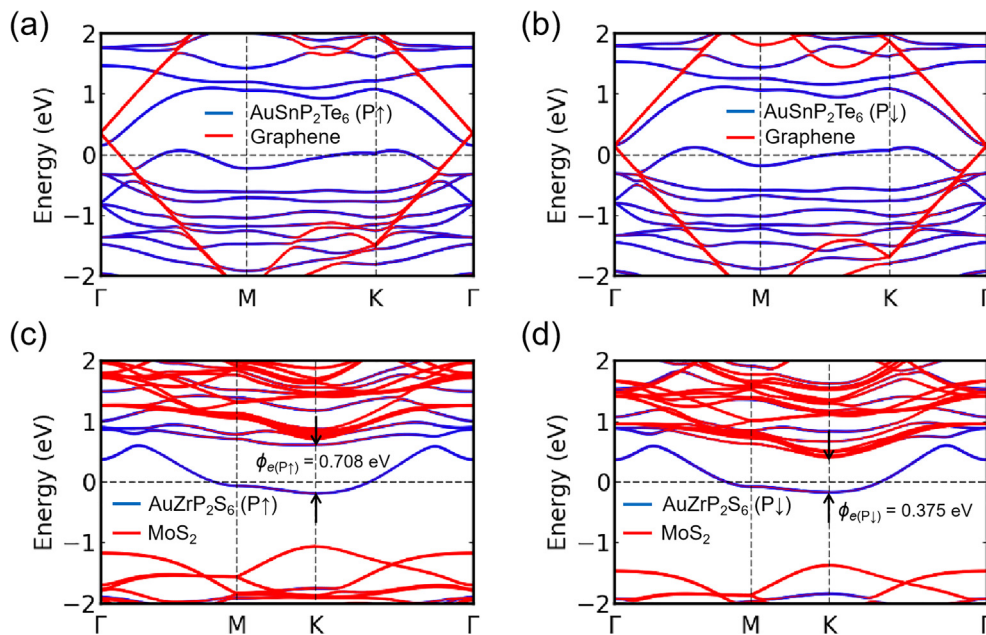 (a)
2
1
0
−1
−2
Energy (eV)
AuSnP₂Te₆ (P↑)
Graphene
Γ
M
K
Γ
(b)
2
1
0
−1
−2
Energy (eV)
AuSnP₂Te₆ (P↓)
Graphene
Γ
M
K
Γ
(c)
2
1
0
−1
−2
Energy (eV)
ϕe(P↑) = 0.708 eV
AuZrP₂S₆ (P↑)
MoS₂
Γ
M
K
Γ
(d)
2
1
0
−1
−2
Energy (eV)
AuZrP₂S₆ (P↓)
ϕe(P↓) = 0.375 eV
MoS₂
Γ
M
K
Γ